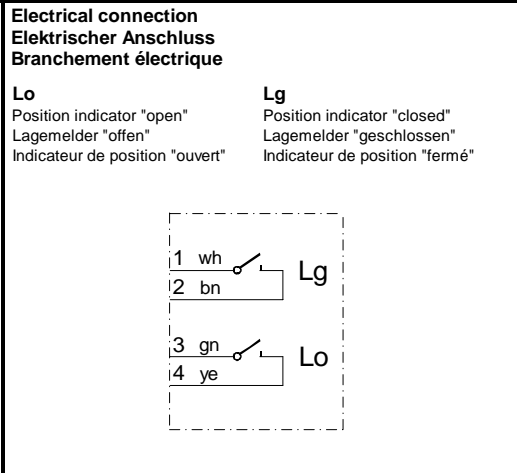 Electrical connection
Elektrischer Anschluss
Branchement électrique
Lo
Position indicator "open"
Lagemelder "offen"
Indicateur de position "ouvert"
Lg
Position indicator "closed"
Lagemelder "geschlossen"
Indicateur de position "fermé"
1 wh
2 bn
Lg
3 gn
4 ye
Lo